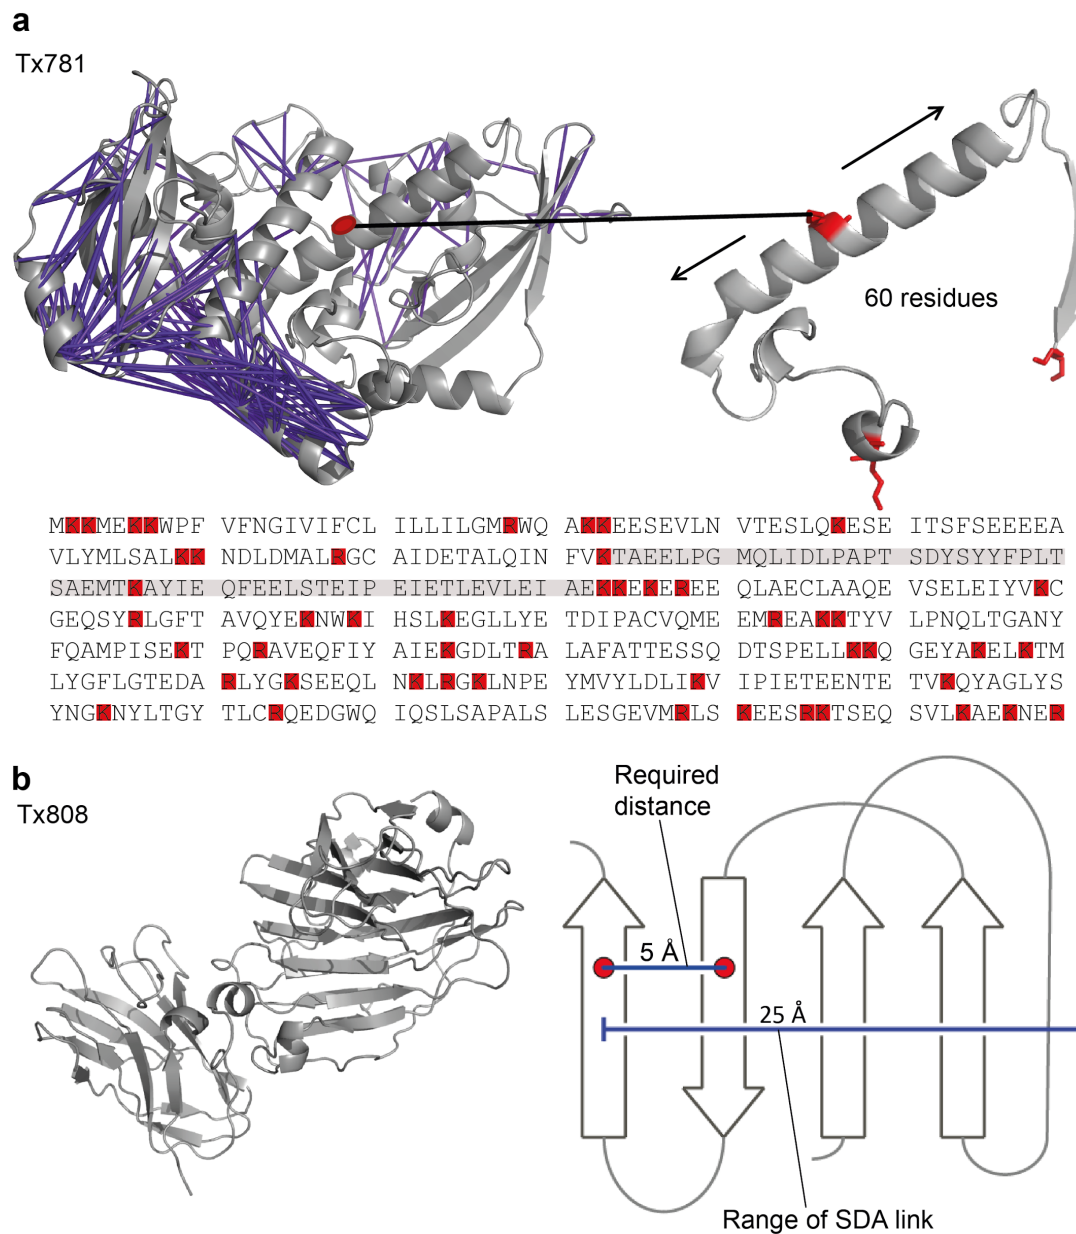 a
Tx781
60 residues
MKKMEKKWPF VFNGIVIFCL ILLILGMRWQ AKKEESEVLN VTESLQKESE ITSFSEEEEA
VLYMLSALKK NDLDMALRGC AIDETALQIN FVKTAEELPG MQLIDLPAPT SDYSYYFPLT
SAEMTKAYIE QFEELSTEIP EIETLEVLEI AEKKEKEREE QLAECLAAQE VSELEIYVKC
GEQSYRLGFT AVQYEKNWKI HSLKEGLLYE TDIPACVQME EMREAKKTYV LPNQLTGANY
FQAMPISEKT PQRAVEQFIY AIEKGDLTRA LAFATTESSQ DTSPELLKKQ GEYAKELKTM
LYGFLGTEDA RLYGKSEEQL NKLRGKLNPE YMVYLDLIKV IPIETEENTE TVKQYAGLYS
YNGKNYLTGY TLCRQEDGWQ IQSLSAPALS LESGEVMRLS KEESRKTSEQ SVLKAEKNER
b
Tx808
Required
distance
5 Å
25 Å
Range of SDA link